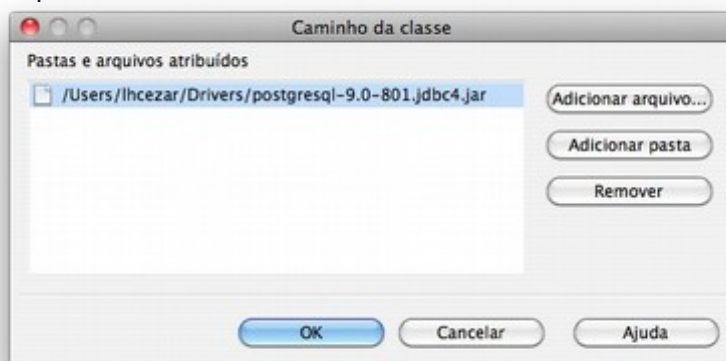 Caminho da classe
Pastas e arquivos atribuídos
/Users/lhcezar/Drivers/postgresql-9.0-801.jdbc4.jar
Adicionar arquivo...
Adicionar pasta
Remover
OK
Cancelar
Ajuda